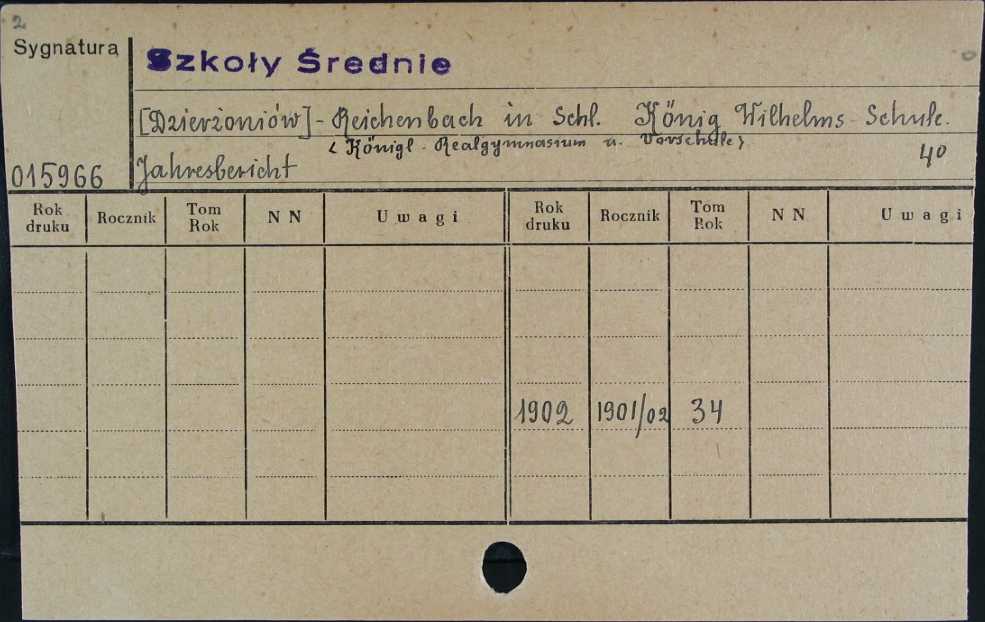 2
Sygnatura
Szkoły Średnie
[Dzierżoniów] - Reichenbach in Schl. König Wilhelms-Schule.
< Königl. Realgymnasium u. Vorschule >
015966
Jahresbericht
4°
Rok druku Rocznik Tom Rok N N Uwagi Rok druku Rocznik Tom Rok N N Uwagi
1902 1901/02 34